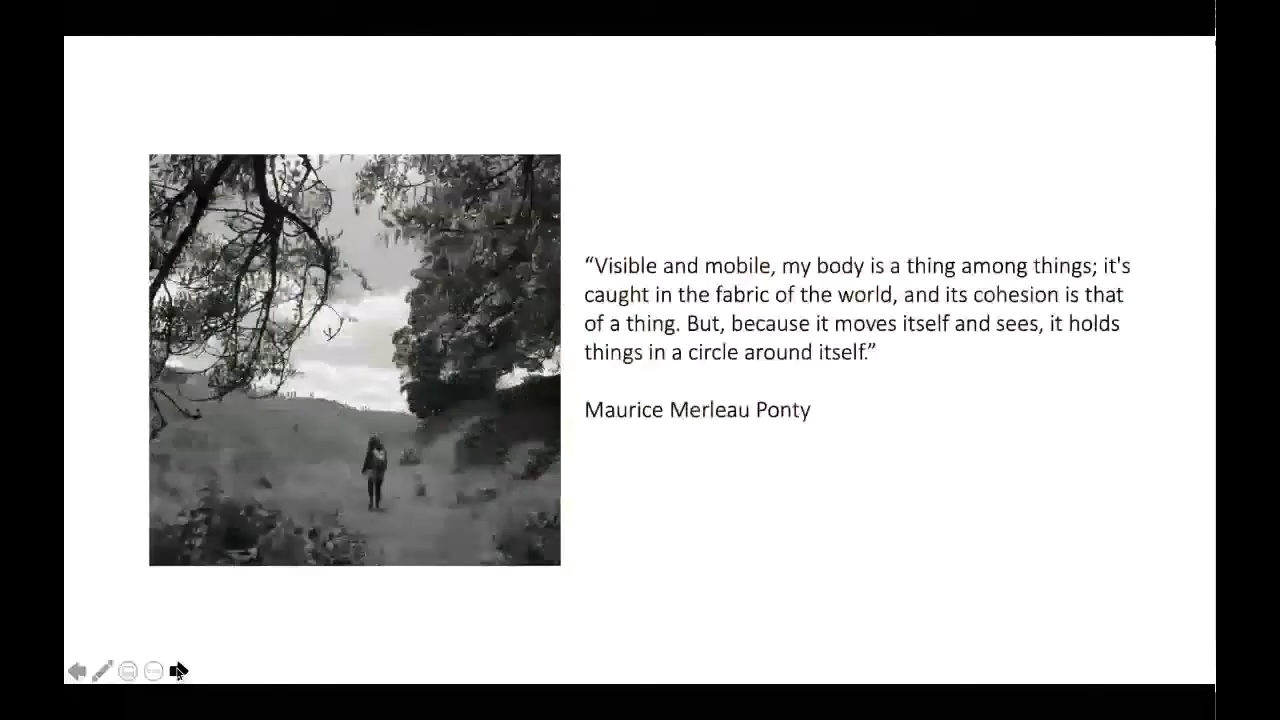 “Visible and mobile, my body is a thing among things; it's
caught in the fabric of the world, and its cohesion is that
of a thing. But, because it moves itself and sees, it holds
things in a circle around itself.”
Maurice Merleau Ponty